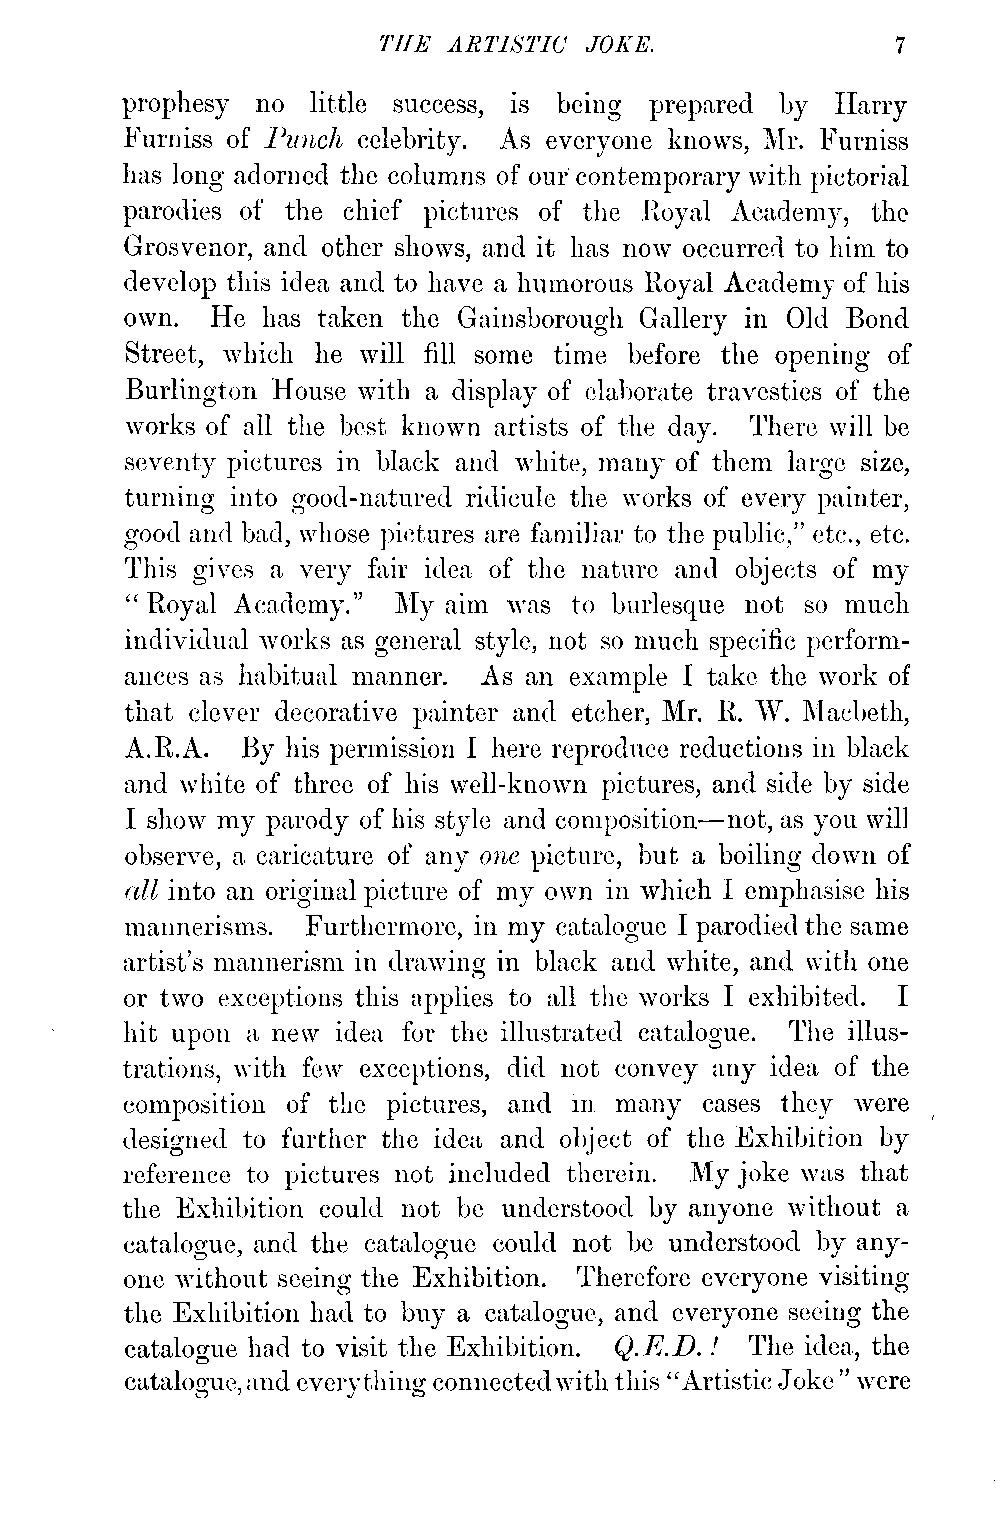 THE ARTISTIC JOKE. 7
prophesy no little success, is being prepared by Harry
Furniss of Punch celebrity. As everyone knows, Mr. Furniss
has long adorned the columns of our contemporary with pictorial
parodies of the chief pictures of the Royal Academy, the
Grosvenor, and other shows, and it has now occurred to him to
develop this idea and to have a humorous Royal Academy of his
own. He has taken the Gainsborough Gallery in Old Bond
Street, which he will fill some time before the opening of
Burlington House with a display of elaborate travesties of the
works of all the best known artists of the day. There will be
seventy pictures in black and white, many of them large size,
turning into good-natured ridicule the works of every painter,
good and bad, whose pictures are familiar to the public," etc., etc.
This gives a very fair idea of the nature and objects of my
"Royal Academy." My aim was to burlesque not so much
individual works as general style, not so much specific perform-
ances as habitual manner. As an example I take the work of
that clever decorative painter and etcher, Mr. R. W. Macbeth,
A.R.A. By his permission I here reproduce reductions in black
and white of three of his well-known pictures, and side by side
I show my parody of his style and composition—not, as you will
observe, a caricature of any one picture, but a boiling down of
all into an original picture of my own in which I emphasise his
mannerisms. Furthermore, in my catalogue I parodied the same
artist's mannerism in drawing in black and white, and with one
or two exceptions this applies to all the works I exhibited. I
hit upon a new idea for the illustrated catalogue. The illus-
trations, with few exceptions, did not convey any idea of the
composition of the pictures, and in many cases they were
designed to further the idea and object of the Exhibition by
reference to pictures not included therein. My joke was that
the Exhibition could not be understood by anyone without a
catalogue, and the catalogue could not be understood by any-
one without seeing the Exhibition. Therefore everyone visiting
the Exhibition had to buy a catalogue, and everyone seeing the
catalogue had to visit the Exhibition. Q.E.D.! The idea, the
catalogue, and everything connected with this "Artistic Joke" were